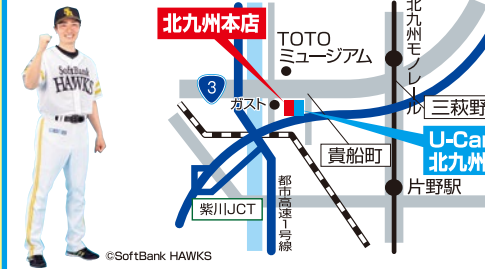 北九州本店
TOTO
ミュージアム
北九州モノレール
3
ガスト
三萩野
U-Car
北九州
貴船町
SoftBank
HAWKS
都市高速1号線
紫川JCT
片野駅
©SoftBank HAWKS